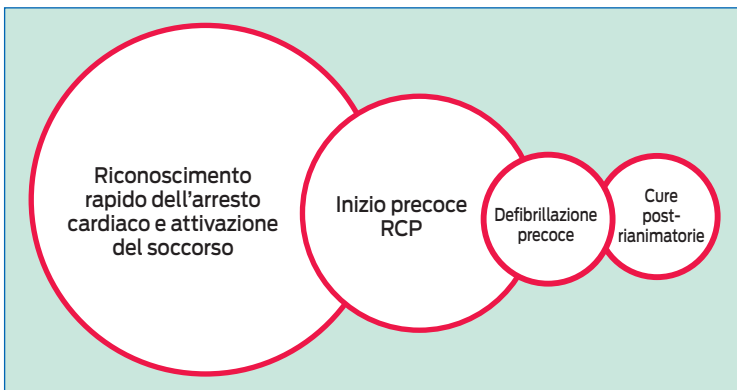 Riconoscimento
rapido dell'arresto
cardiaco e attivazione
del soccorso
Inizio precoce
RCP
Defibrillazione
precoce
Cure
post-
rianimatorie